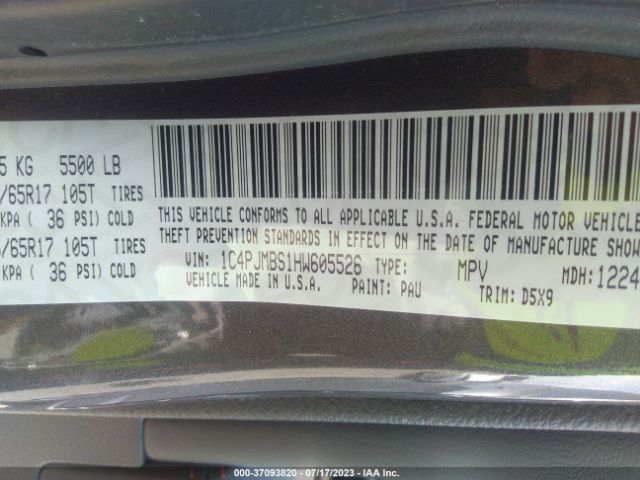 5 KG 5500 LB
/65R17 105T TIRES
KPA ( 36 PSI) COLD
/65R17 105T TIRES
KPA ( 36 PSI) COLD
THIS VEHICLE CONFORMS TO ALL APPLICABLE U.S.A. FEDERAL MOTOR VEHICLE
THEFT PREVENTION STANDARDS IN EFFECT ON THE DATE OF MANUFACTURE SHOW
VIN: 1C4PJMBS1HW605526 TYPE: MPV MDH:1224
VEHICLE MADE IN U.S.A. PAINT: PAU TRIM: D5X9
000-37093820 - 07/17/2023 - IAA Inc.